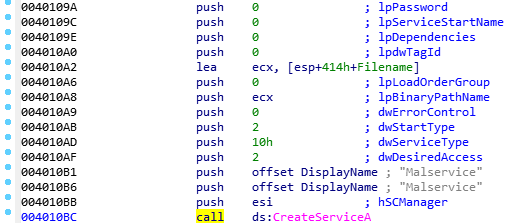 0040109A push 0 ; lpPassword
0040109C push 0 ; lpServiceStartName
0040109E push 0 ; lpDependencies
004010A0 push 0 ; lpdwTagId
004010A2 lea ecx, [esp+414h+Filename]
004010A6 push 0 ; lpLoadOrderGroup
004010A8 push ecx ; lpBinaryPathName
004010A9 push 0 ; dwErrorControl
004010AB push 2 ; dwStartType
004010AD push 10h ; dwServiceType
004010AF push 2 ; dwDesiredAccess
004010B1 push offset DisplayName ; "Malservice"
004010B6 push offset DisplayName ; "Malservice"
004010BB push esi ; hSCManager
004010BC call ds:CreateServiceA